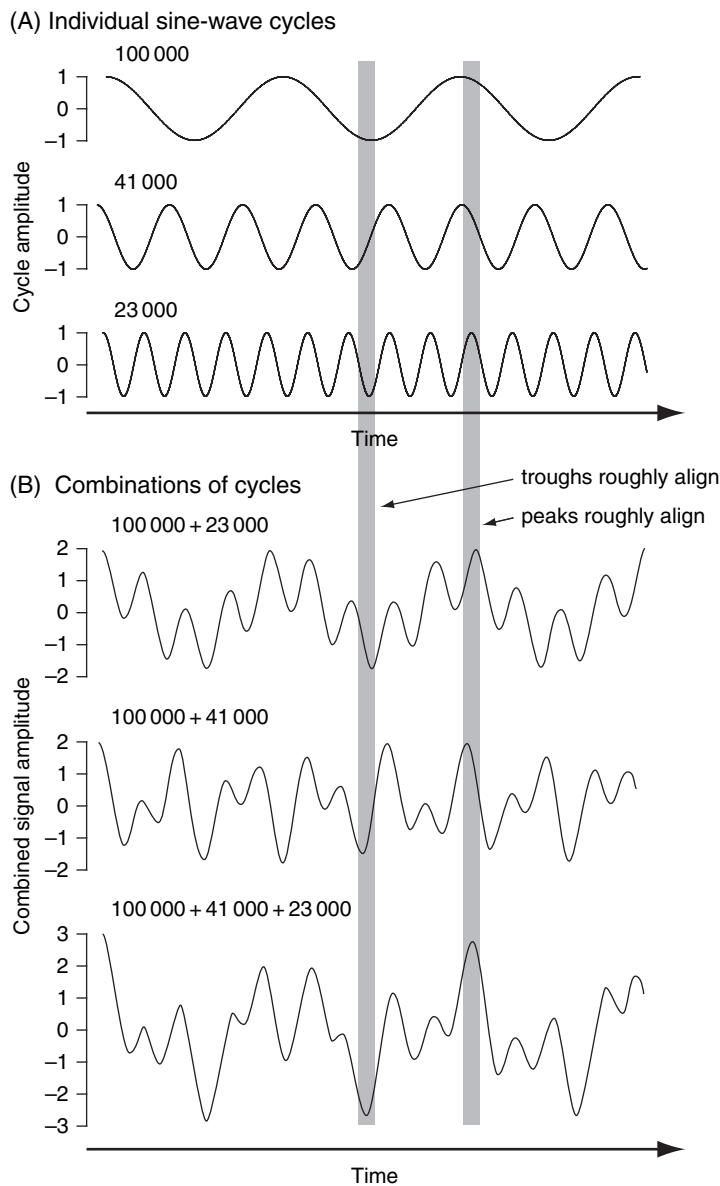 (A) Individual sine-wave cycles
100 000
1
0
–1
41 000
1
0
–1
23 000
1
0
–1
Cycle amplitude
Time
(B) Combinations of cycles
troughs roughly align
peaks roughly align
100 000 + 23 000
2
1
0
–1
–2
100 000 + 41 000
2
1
0
–1
–2
100 000 + 41 000 + 23 000
3
2
1
0
–1
–2
–3
Combined signal amplitude
Time